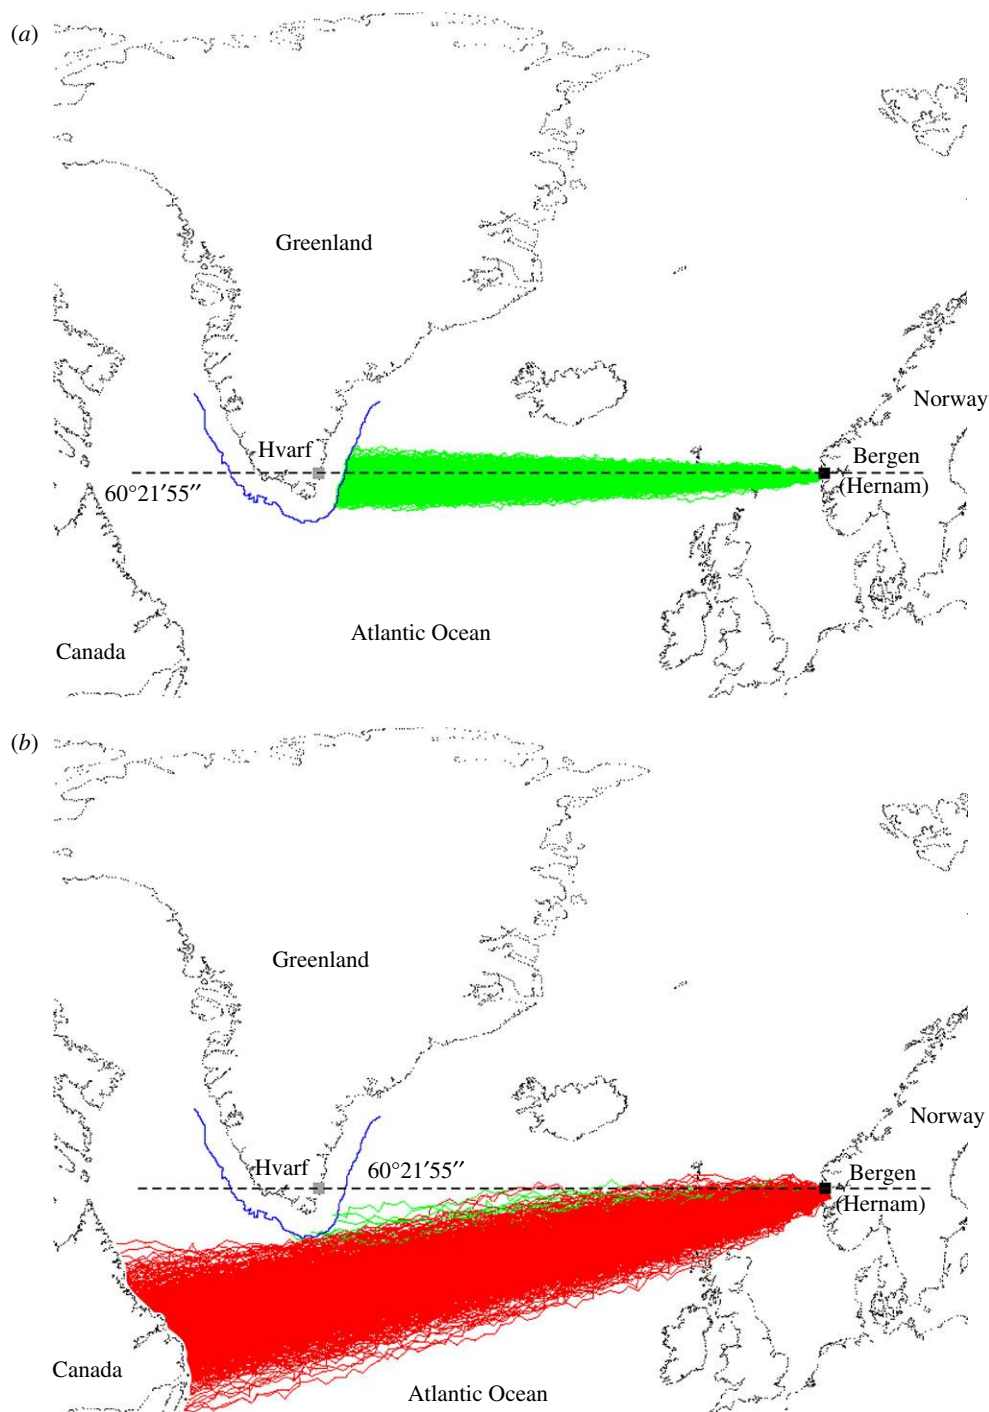 (a)
Greenland
Norway
Hvarf
Bergen
60°21′55″
(Hernam)
Atlantic Ocean
Canada
(b)
Greenland
Norway
Hvarf
60°21′55″
Bergen
(Hernam)
Canada
Atlantic Ocean